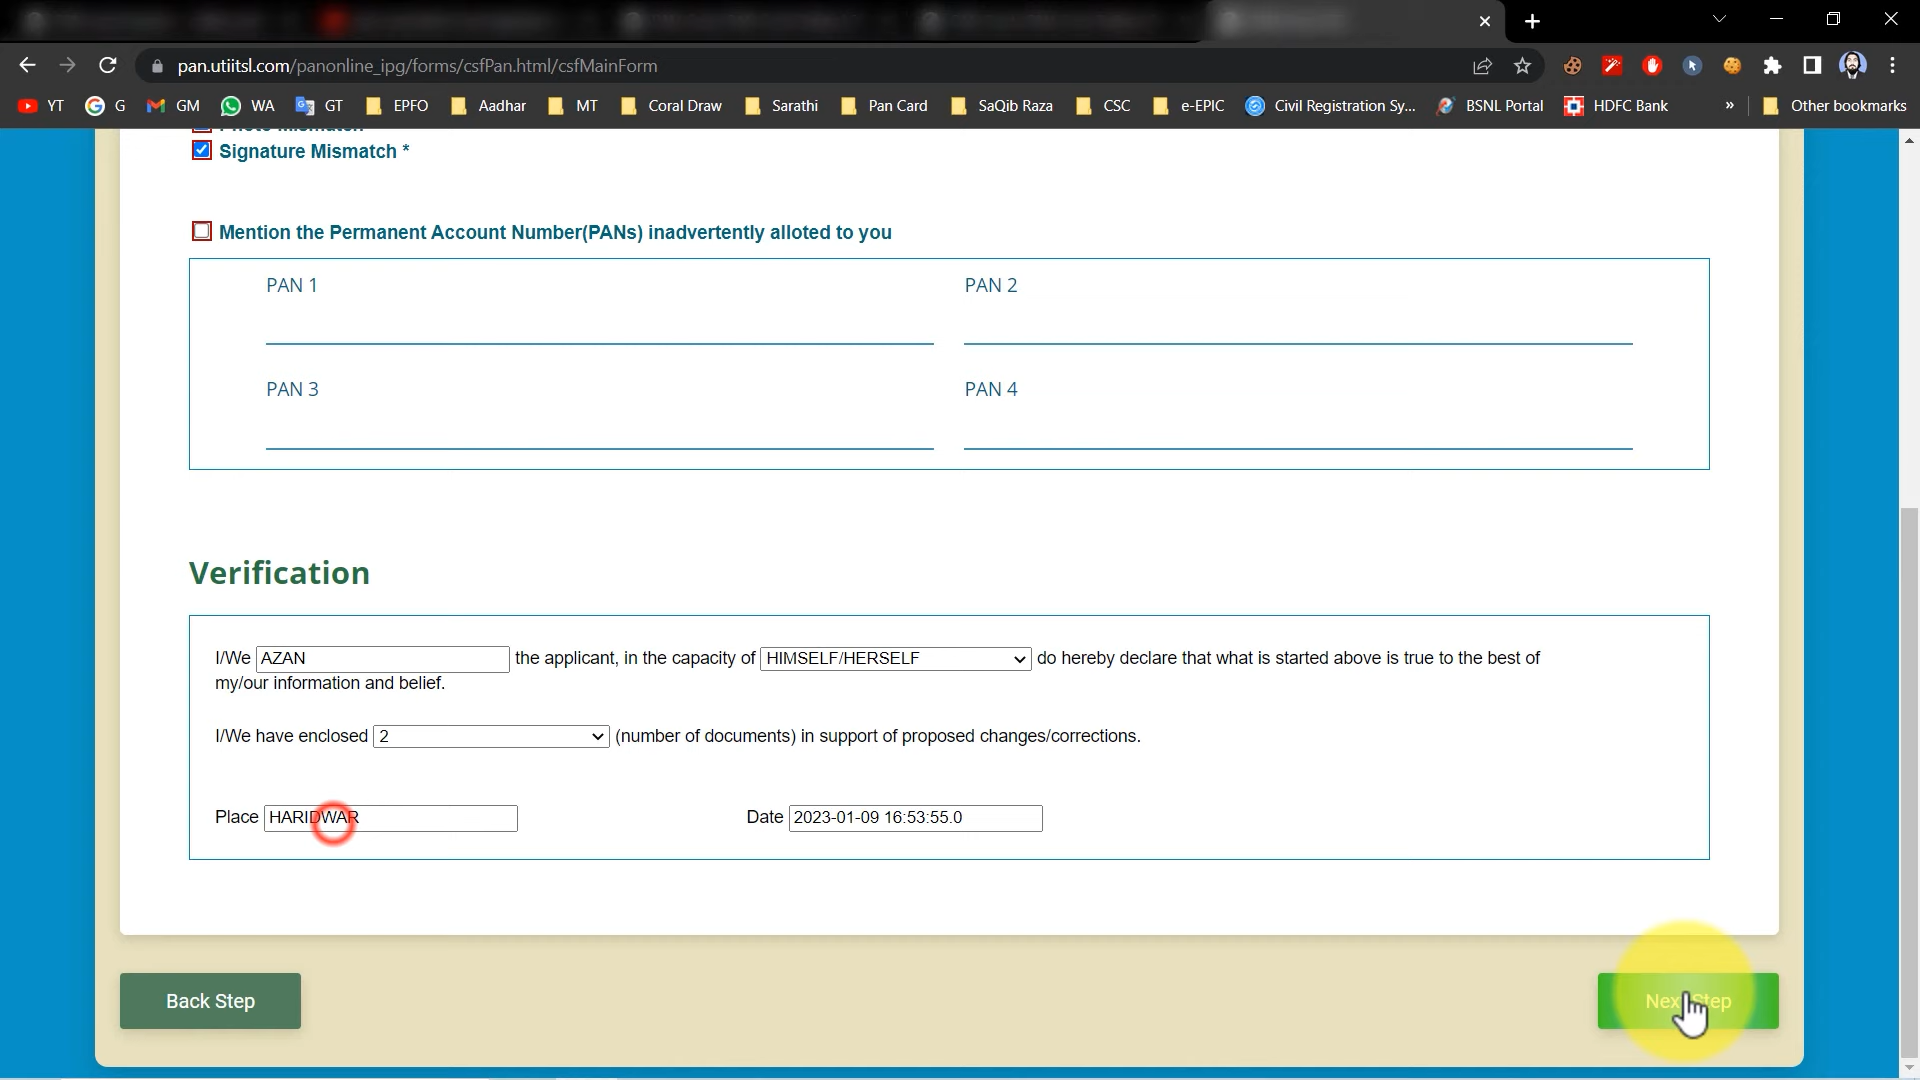 pan.utiitsl.com/panonline_ipg/forms/csfPan.html/csfMainForm
YT G GM WA GT EPFO Aadhar MT Coral Draw Sarathi Pan Card SaQib Raza CSC e-EPIC Civil Registration Sy... BSNL Portal HDFC Bank » Other bookmarks
Photo Mismatch
Signature Mismatch *
Mention the Permanent Account Number(PANs) inadvertently alloted to you
PAN 1 PAN 2
PAN 3 PAN 4
Verification
I/We AZAN the applicant, in the capacity of HIMSELF/HERSELF do hereby declare that what is started above is true to the best of
my/our information and belief.
I/We have enclosed 2 (number of documents) in support of proposed changes/corrections.
Place HARIDWAR Date 2023-01-09 16:53:55.0
Back Step Next Step